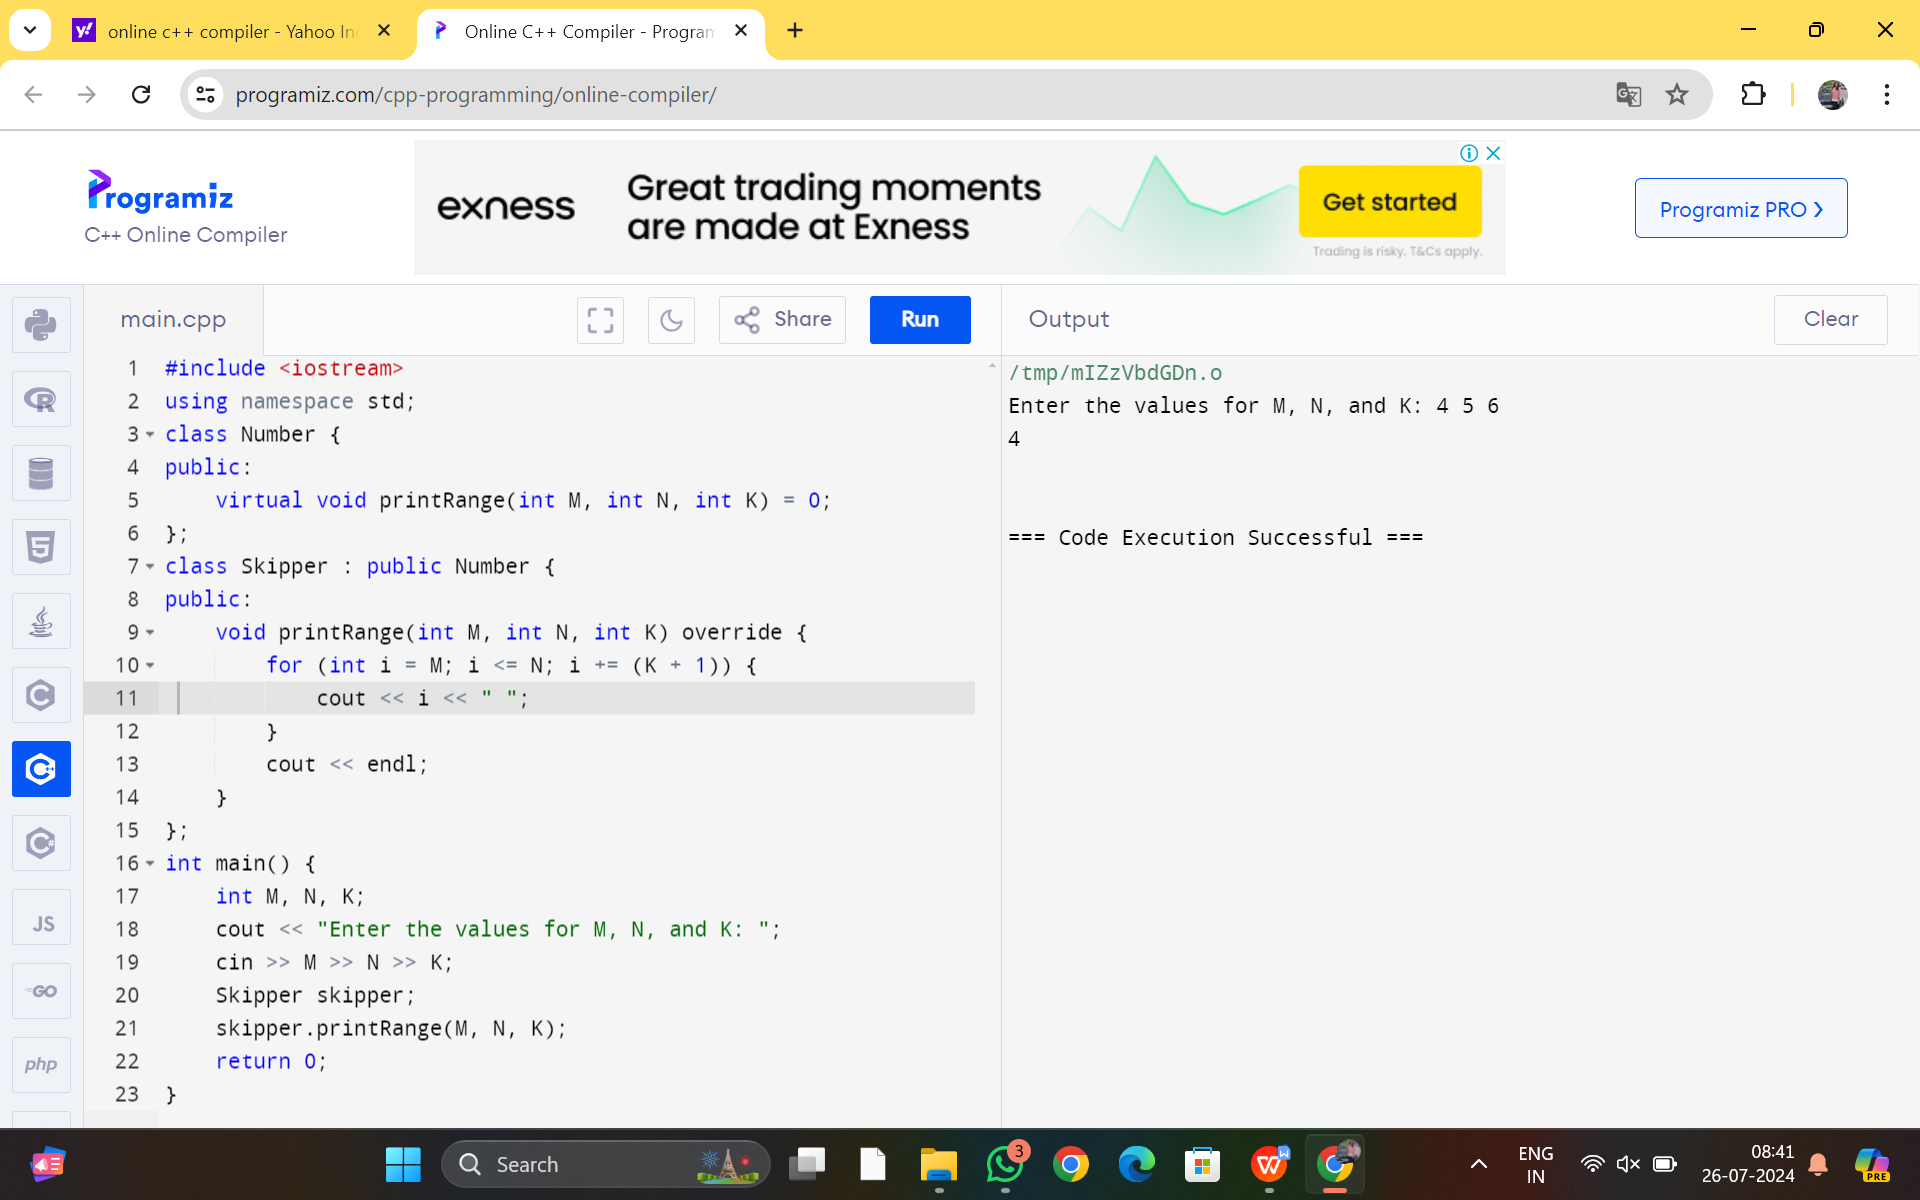 online c++ compiler - Yahoo In
Online C++ Compiler - Program
programiz.com/cpp-programming/online-compiler/
Programiz
C++ Online Compiler
exness
Great trading moments
are made at Exness
Get started
Trading is risky. T&Cs apply.
Programiz PRO ❯
main.cpp
Share
Run
Output
Clear
1 #include <iostream>
2 using namespace std;
3 class Number {
4 public:
5     virtual void printRange(int M, int N, int K) = 0;
6 };
7 class Skipper : public Number {
8 public:
9     void printRange(int M, int N, int K) override {
10         for (int i = M; i <= N; i += (K + 1)) {
11             cout << i << " ";
12         }
13         cout << endl;
14     }
15 };
16 int main() {
17     int M, N, K;
18     cout << "Enter the values for M, N, and K: ";
19     cin >> M >> N >> K;
20     Skipper skipper;
21     skipper.printRange(M, N, K);
22     return 0;
23 }
/tmp/mIZzVbdGDn.o
Enter the values for M, N, and K: 4 5 6
4
=== Code Execution Successful ===
JS
GO
php
Search
3
W
ENG
IN
08:41
26-07-2024
PRE